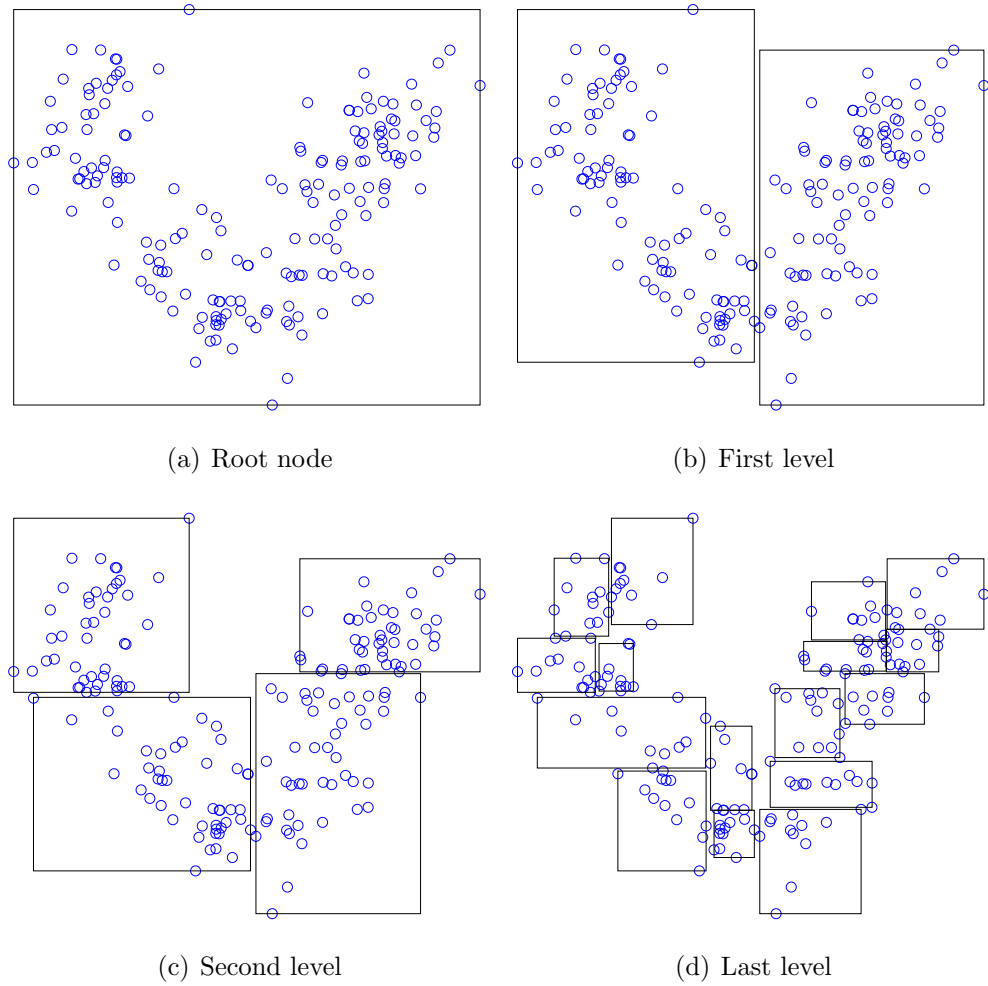 (a) Root node
(b) First level
(c) Second level
(d) Last level